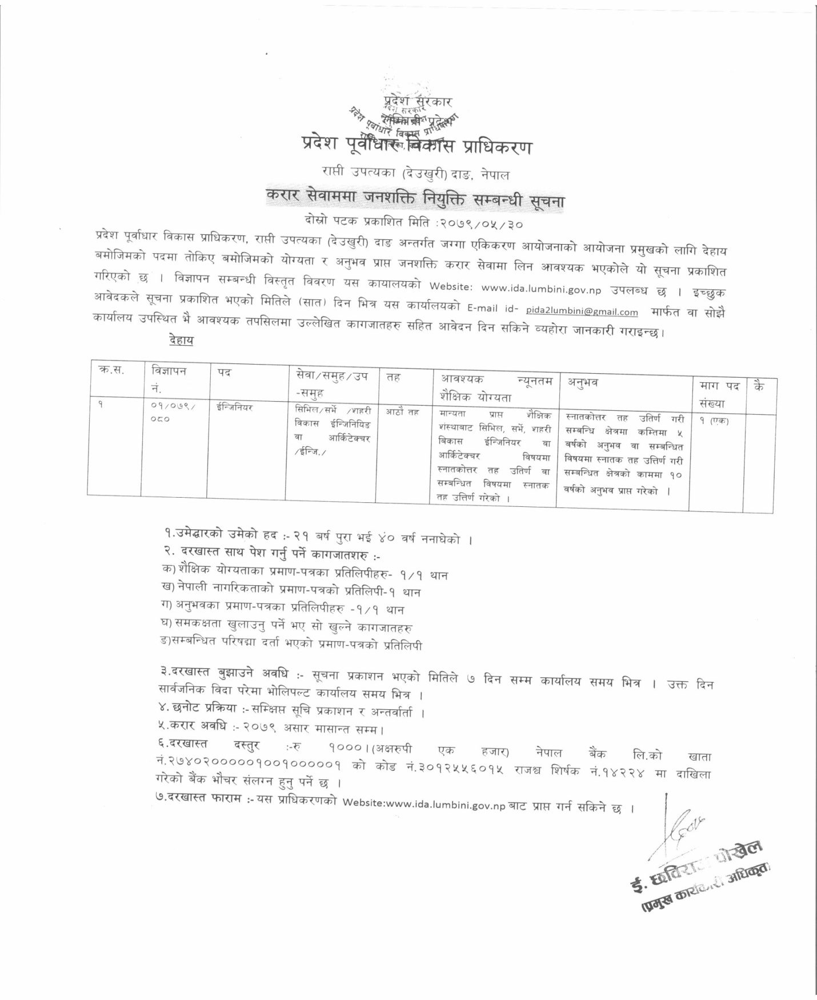 प्रदेश सरकार
प्रदेश सरकार
लुम्बिनी प्रदेश
प्रदेश पूर्वाधार विकास प्राधिकरण
प्रदेश पूर्वाधार विकास प्राधिकरण
राप्ती उपत्यका (देउखुरी) दाङ, नेपाल
करार सेवाममा जनशक्ति नियुक्ति सम्बन्धी सूचना
दोस्रो पटक प्रकाशित मिति :२०७९/०५/३०
प्रदेश पूर्वाधार विकास प्राधिकरण, राप्ती उपत्यका (देउखुरी) दाङ अन्तर्गत जग्गा एकिकरण आयोजनाको आयोजना प्रमुखको लागि देहाय
बमोजिमको पदमा तोकिए बमोजिमको योग्यता र अनुभव प्राप्त जनशक्ति करार सेवामा लिन आवश्यक भएकोले यो सूचना प्रकाशित
गरिएको छ । विज्ञापन सम्बन्धी विस्तृत विवरण यस कायालयको Website: www.ida.lumbini.gov.np उपलब्ध छ । इच्छुक
आवेदकले सूचना प्रकाशित भएको मितिले (सात) दिन भित्र यस कार्यालयको E-mail id- pida2lumbini@gmail.com मार्फत वा सोझै
कार्यालय उपस्थित भै आवश्यक तपसिलमा उल्लेखित कागजातहरु सहित आवेदन दिन सकिने व्यहोरा जानकारी गराइन्छ।
देहाय
क्र.स. विज्ञापन पद सेवा/समुह/उप तह आवश्यक न्यूनतम अनुभव माग पद कै
नं. -समुह शैक्षिक योग्यता संख्या
१ ०१/०७९/ ईन्जिनियर सिभिल/सर्भे /शहरी आठौ तह मान्यता प्राप्त शैक्षिक स्नातकोत्तर तह उतिर्ण गरी १ (एक)
०८० विकास ईन्जिनियिङ शंस्थाबाट सिभिल, सर्भे, शहरी सम्बन्धि क्षेत्रमा कम्तिमा ५
वा आर्किटेक्चर बिकास ईन्जिनियर वा बर्षको अनुभव वा सम्बन्धित
/ईन्जि./ आर्किटेक्चर विषयमा विषयमा स्नातक तह उत्तिर्ण गरी
स्नातकोत्तर तह उतिर्ण वा सम्बन्धित क्षेत्रको काममा १०
सम्बन्धित विषयमा स्नातक वर्षको अनुभव प्राप्त गरेको ।
तह उत्तिर्ण गरेको ।
१.उमेद्धारको उमेको हद :- २१ बर्ष पुरा भई ४० वर्ष ननाघेको ।
२. दरखास्त साथ पेश गर्नु पर्ने कागजातशरु :-
क) शैक्षिक योग्यताका प्रमाण-पत्रका प्रतिलिपीहरु- १/१ थान
ख) नेपाली नागरिकताको प्रमाण-पत्रको प्रतिलिपी-१ थान
ग) अनुभवका प्रमाण-पत्रका प्रतिलिपीहरु -१/१ थान
घ) समकक्षता खुलाउनु पर्ने भए सो खुल्ने कागजातहरु
ङ)सम्बन्धित परिषद्मा दर्ता भएको प्रमाण-पत्रको प्रतिलिपी
३.दरखास्त बुझाउने अवधि :- सूचना प्रकाशन भएको मितिले ७ दिन सम्म कार्यालय समय भित्र । उक्त दिन
सार्वजनिक विदा परेमा भोलिपल्ट कार्यालय समय भित्र ।
४. छनोट प्रक्रिया :- सम्क्षिप्त सूचि प्रकाशन र अन्तर्वार्ता ।
५.करार अवधि :- २०७९ असार मासान्त सम्म।
६.दरखास्त दस्तुर :-रु १०००।(अक्षरुपी एक हजार) नेपाल बैंक लि.को खाता
नं.२७४०२०००००१००१००००००१ को कोड नं.३०१२५५६०१५ राजश्व शिर्षक नं.१४२२४ मा दाखिला
गरेको बैंक भौचर संलग्न हुनु पर्ने छ ।
७.दरखास्त फाराम :- यस प्राधिकरणको Website:www.ida.lumbini.gov.np बाट प्राप्त गर्न सकिने छ ।
ई. छविराज पोखेल
(प्रमुख कार्यकारी अधिकृत)